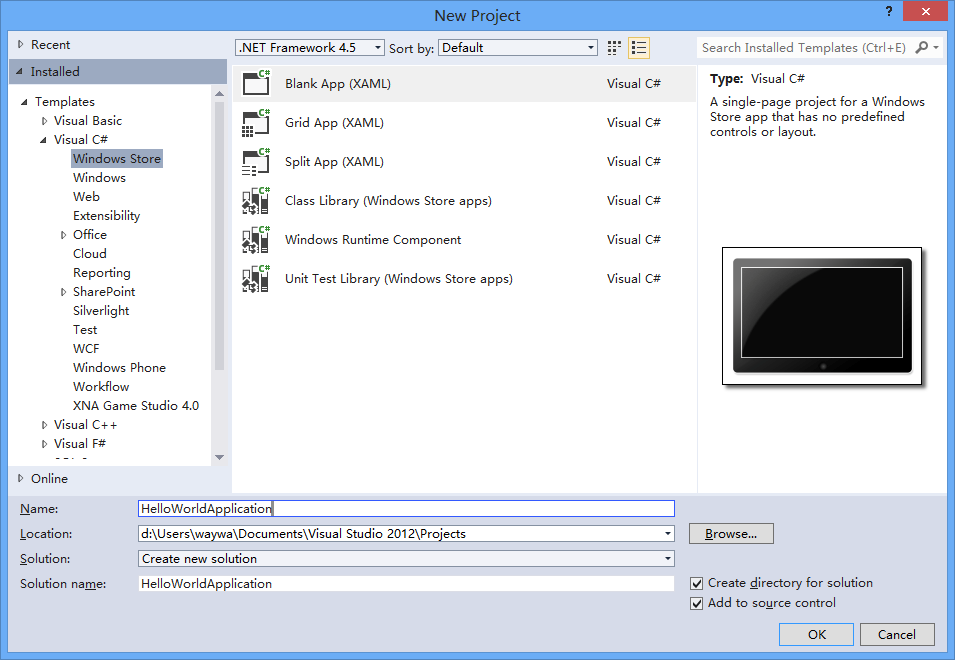 New Project
?
Recent
Installed
.NET Framework 4.5
Sort by:
Default
Search Installed Templates (Ctrl+E)
Templates
Visual Basic
Visual C#
Windows Store
Windows
Web
Extensibility
Office
Cloud
Reporting
SharePoint
Silverlight
Test
WCF
Windows Phone
Workflow
XNA Game Studio 4.0
Visual C++
Visual F#
Online
C# Blank App (XAML) Visual C#
C# Grid App (XAML) Visual C#
C# Split App (XAML) Visual C#
C# Class Library (Windows Store apps) Visual C#
C# Windows Runtime Component Visual C#
C# Unit Test Library (Windows Store apps) Visual C#
Type: Visual C#
A single-page project for a Windows
Store app that has no predefined
controls or layout.
Name: HelloWorldApplication
Location: d:\Users\waywa\Documents\Visual Studio 2012\Projects
Browse...
Solution: Create new solution
Solution name: HelloWorldApplication
Create directory for solution
Add to source control
OK
Cancel